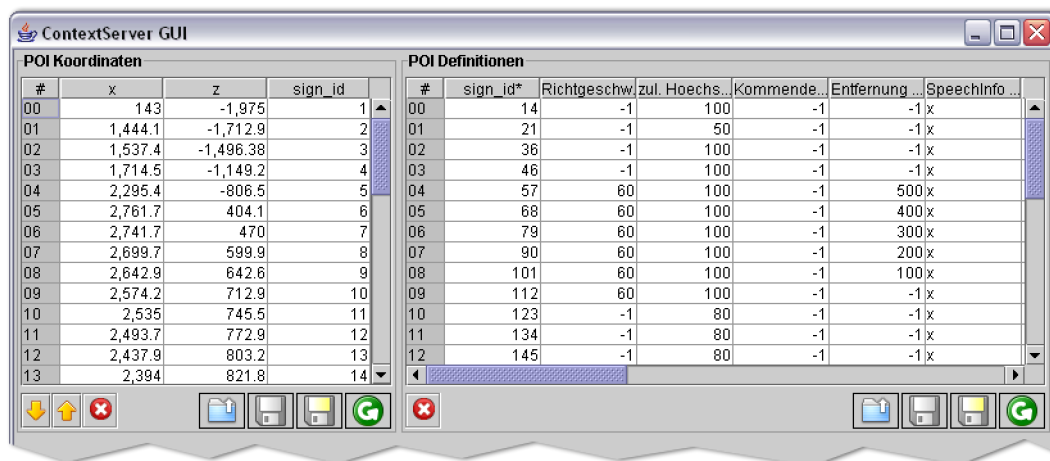 ContextServer GUI
POI Koordinaten
# x z sign_id
00 143 -1,975 1
01 1,444.1 -1,712.9 2
02 1,537.4 -1,496.38 3
03 1,714.5 -1,149.2 4
04 2,295.4 -806.5 5
05 2,761.7 404.1 6
06 2,741.7 470 7
07 2,699.7 599.9 8
08 2,642.9 642.6 9
09 2,574.2 712.9 10
10 2,535 745.5 11
11 2,493.7 772.9 12
12 2,437.9 803.2 13
13 2,394 821.8 14
POI Definitionen
# sign_id* Richtgeschw. zul. Hoechs... Kommende... Entfernung ... SpeechInfo ...
00 14 -1 100 -1 -1 x
01 21 -1 50 -1 -1 x
02 36 -1 100 -1 -1 x
03 46 -1 100 -1 -1 x
04 57 60 100 -1 500 x
05 68 60 100 -1 400 x
06 79 60 100 -1 300 x
07 90 60 100 -1 200 x
08 101 60 100 -1 100 x
09 112 60 100 -1 -1 x
10 123 -1 80 -1 -1 x
11 134 -1 80 -1 -1 x
12 145 -1 80 -1 -1 x